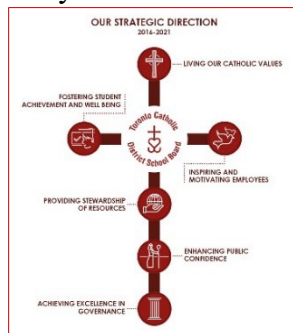 OUR STRATEGIC DIRECTION
2016-2021
LIVING OUR CATHOLIC VALUES
FOSTERING STUDENT
ACHIEVEMENT AND WELL BEING
Toronto Catholic
District School Board
INSPIRING AND
MOTIVATING EMPLOYEES
PROVIDING STEWARDSHIP
OF RESOURCES
ENHANCING PUBLIC
CONFIDENCE
ACHIEVING EXCELLENCE IN
GOVERNANCE